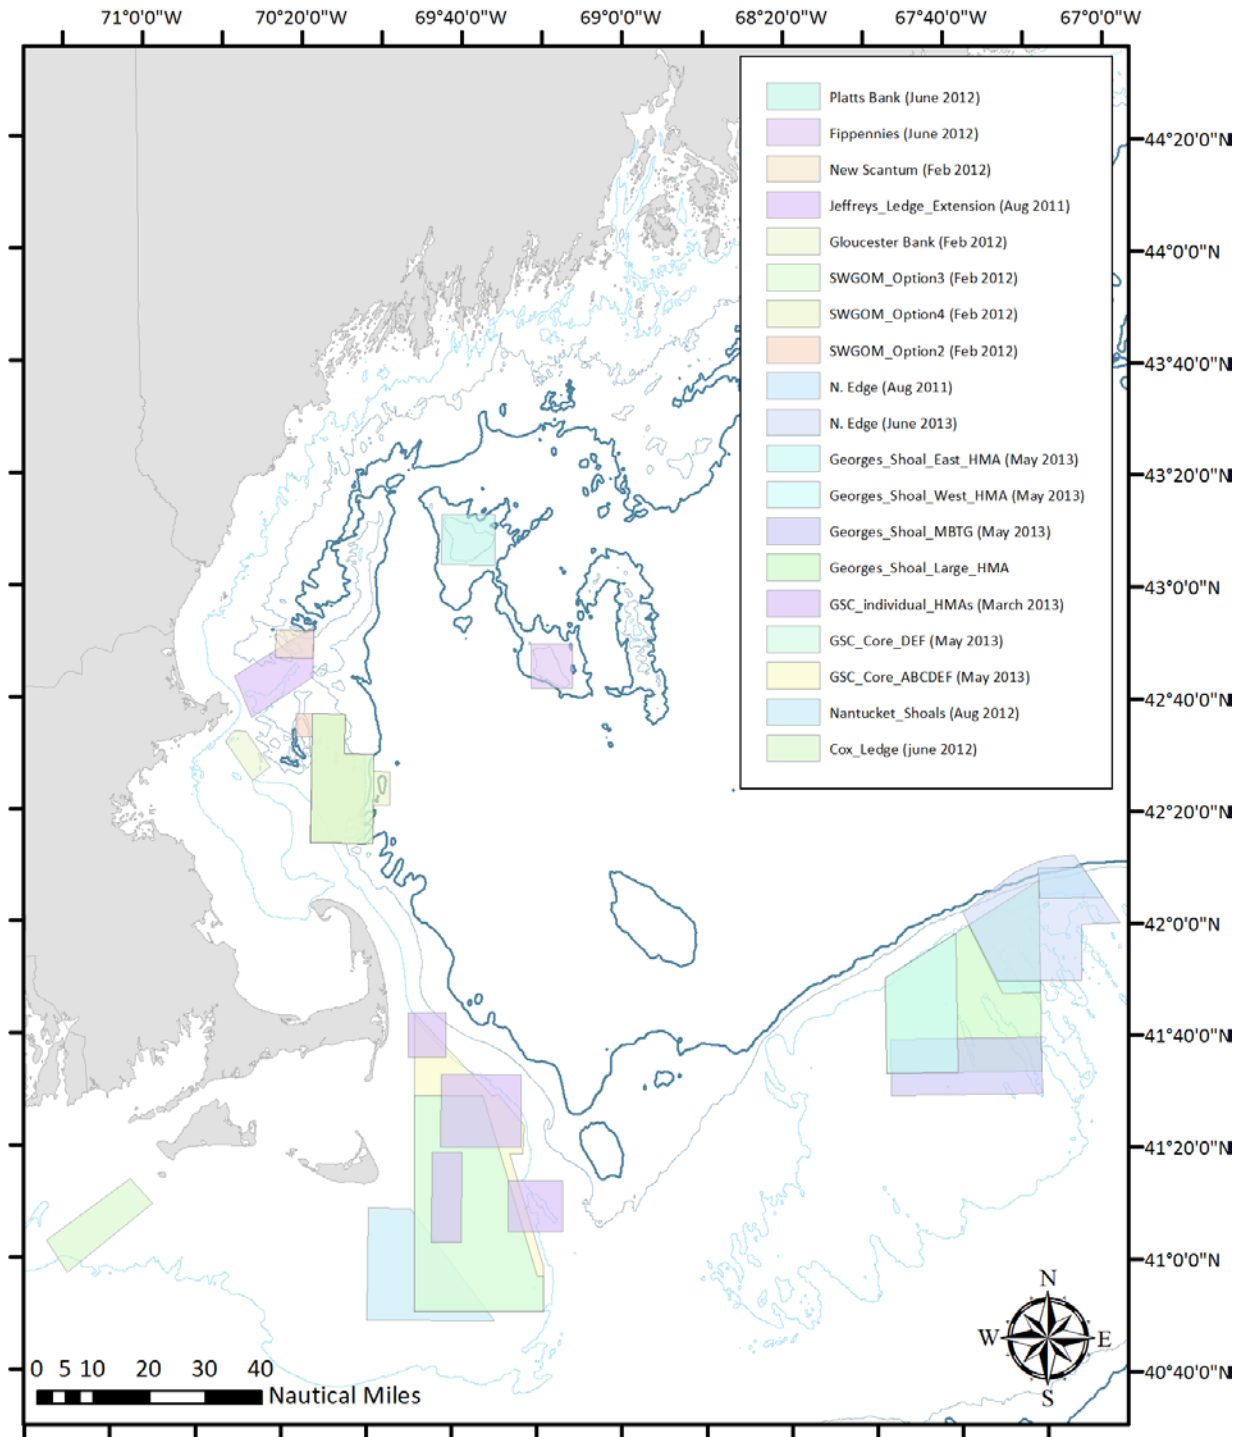 71°0'0"W 70°20'0"W 69°40'0"W 69°0'0"W 68°20'0"W 67°40'0"W 67°0'0"W
Platts Bank (June 2012)
Fippennies (June 2012)
New Scantum (Feb 2012)
Jeffreys_Ledge_Extension (Aug 2011)
Gloucester Bank (Feb 2012)
SWGOM_Option3 (Feb 2012)
SWGOM_Option4 (Feb 2012)
SWGOM_Option2 (Feb 2012)
N. Edge (Aug 2011)
N. Edge (June 2013)
Georges_Shoal_East_HMA (May 2013)
Georges_Shoal_West_HMA (May 2013)
Georges_Shoal_MBTG (May 2013)
Georges_Shoal_Large_HMA
GSC_individual_HMAs (March 2013)
GSC_Core_DEF (May 2013)
GSC_Core_ABCDEF (May 2013)
Nantucket_Shoals (Aug 2012)
Cox_Ledge (june 2012)
44°20'0"N
44°0'0"N
43°40'0"N
43°20'0"N
43°0'0"N
42°40'0"N
42°20'0"N
42°0'0"N
41°40'0"N
41°20'0"N
41°0'0"N
40°40'0"N
N
W E
S
0 5 10 20 30 40
Nautical Miles